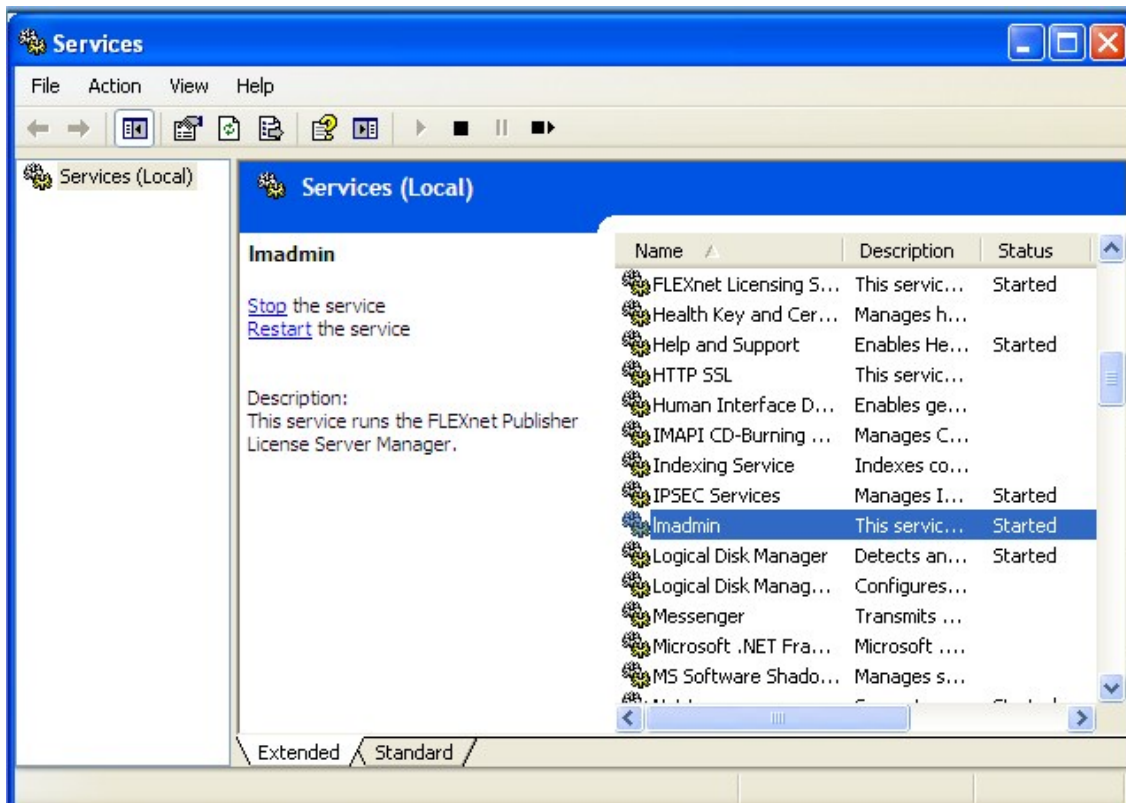 Services
File Action View Help
Services (Local)
Services (Local)
lmadmin
Stop the service
Restart the service
Description:
This service runs the FLEXnet Publisher
License Server Manager.
Name Description Status
FLEXnet Licensing S... This servic... Started
Health Key and Cer... Manages h...
Help and Support Enables He... Started
HTTP SSL This servic...
Human Interface D... Enables ge...
IMAPI CD-Burning ... Manages C...
Indexing Service Indexes co...
IPSEC Services Manages I... Started
lmadmin This servic... Started
Logical Disk Manager Detects an... Started
Logical Disk Manag... Configures...
Messenger Transmits ...
Microsoft .NET Fra... Microsoft ....
MS Software Shado... Manages s...
Extended Standard